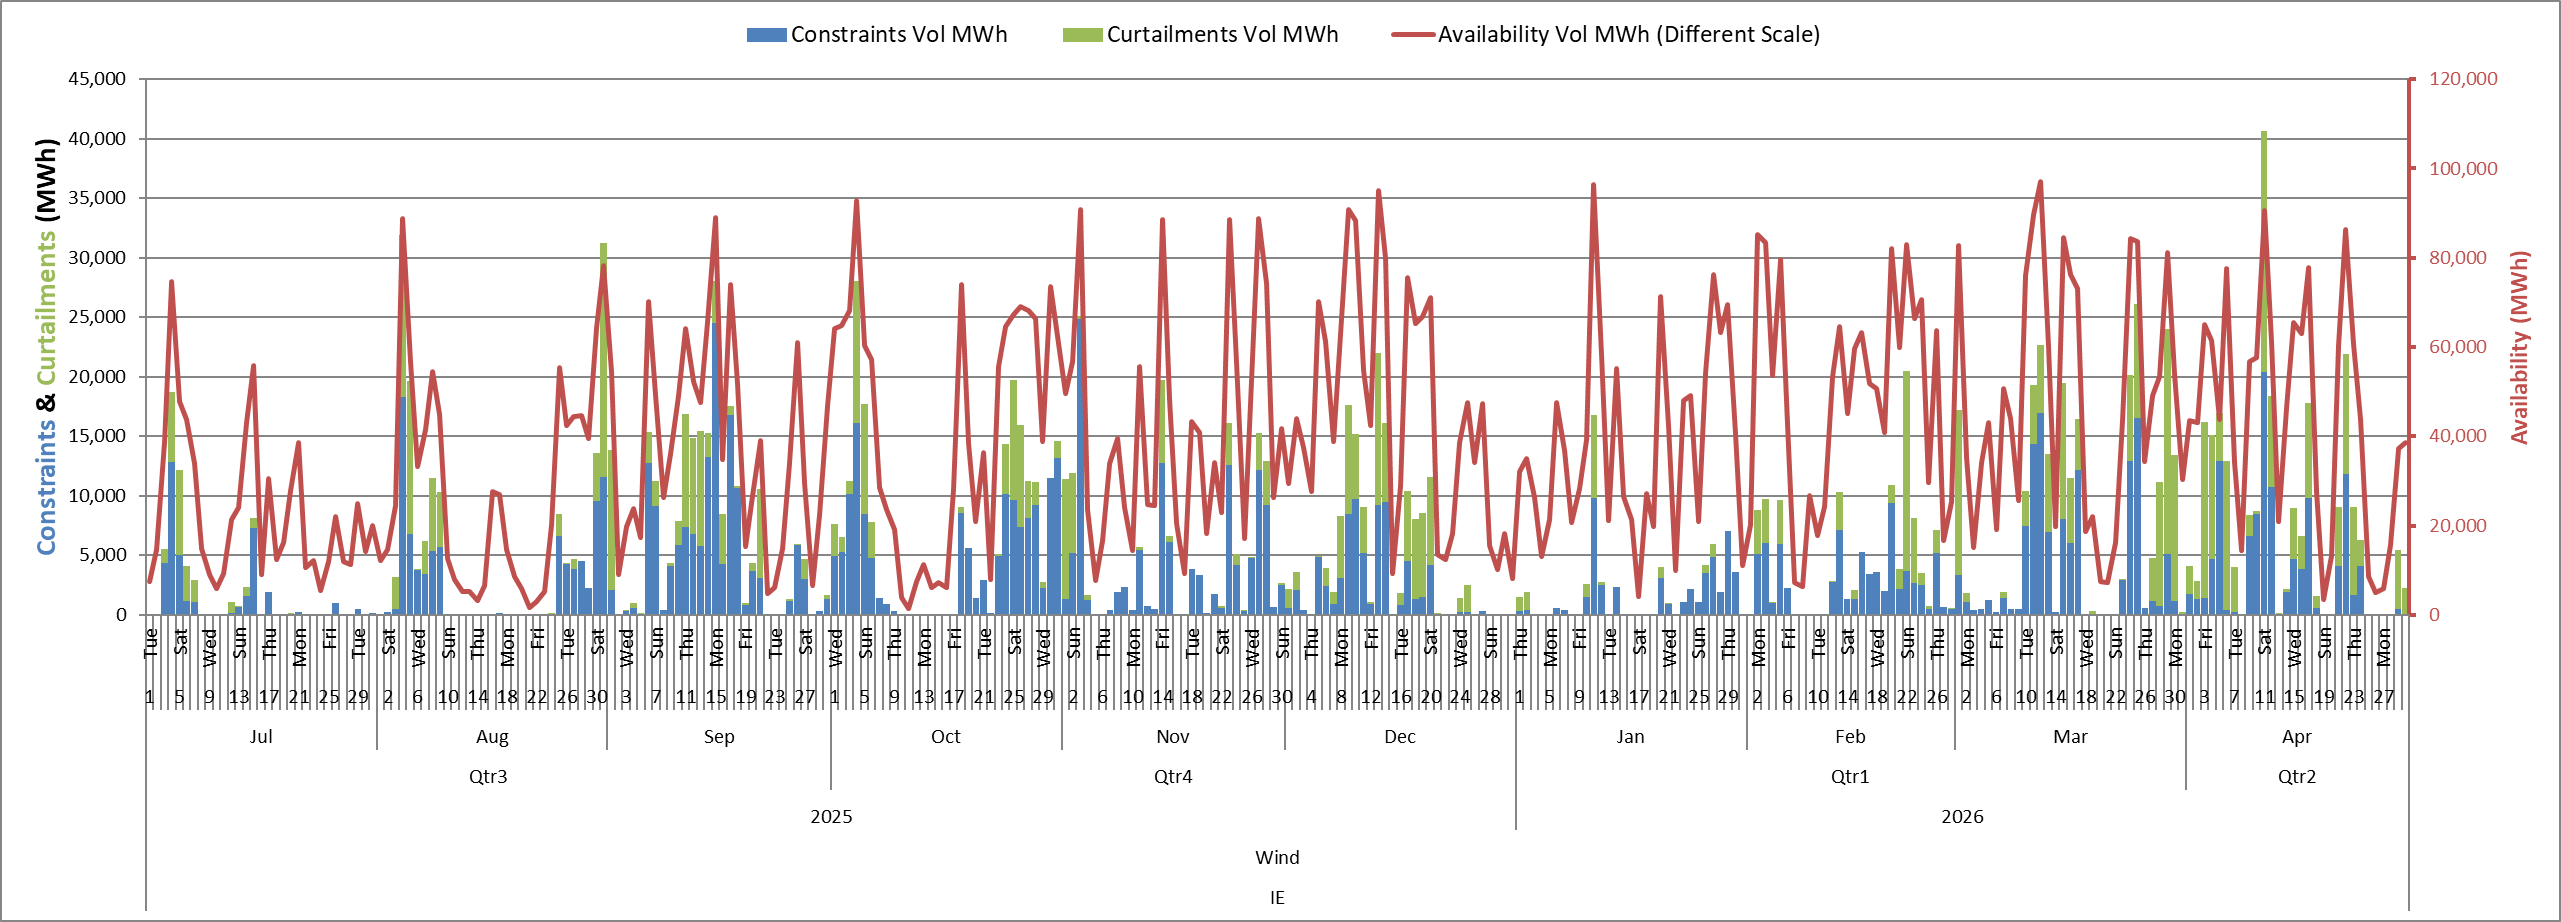 Constraints Vol MWh Curtailments Vol MWh Availability Vol MWh (Different Scale)
Constraints & Curtailments (MWh)
45,000
40,000
35,000
30,000
25,000
20,000
15,000
10,000
5,000
0
120,000
100,000
80,000
60,000
40,000
20,000
0
Availability (MWh)
Tue Sat Wed Sun Thu Mon Fri Tue Sat Wed Sun Thu Mon Fri Tue Sat Wed Sun Thu Mon Fri Tue Sat Wed Sun Thu Mon Fri Tue Sat Wed Sun Thu Mon Fri Tue Sat Wed Sun Thu Mon Fri Tue Sat Wed Sun Thu Mon Fri Tue Sat Wed Sun Thu Mon Fri Tue Sat Wed Sun Thu Mon Fri Tue Sat Wed Sun Thu Mon Fri Tue Sat Wed Sun Thu Mon
1 5 9 13 17 21 25 29 2 6 10 14 18 22 26 30 3 7 11 15 19 23 27 1 5 9 13 17 21 25 29 2 6 10 14 18 22 26 30 4 8 12 16 20 24 28 1 5 9 13 17 21 25 29 2 6 10 14 18 22 26 2 6 10 14 18 22 26 30 3 7 11 15 19 23 27
Jul Aug Sep Oct Nov Dec Jan Feb Mar Apr
Qtr3 Qtr4 Qtr1 Qtr2
2025 2026
Wind
IE